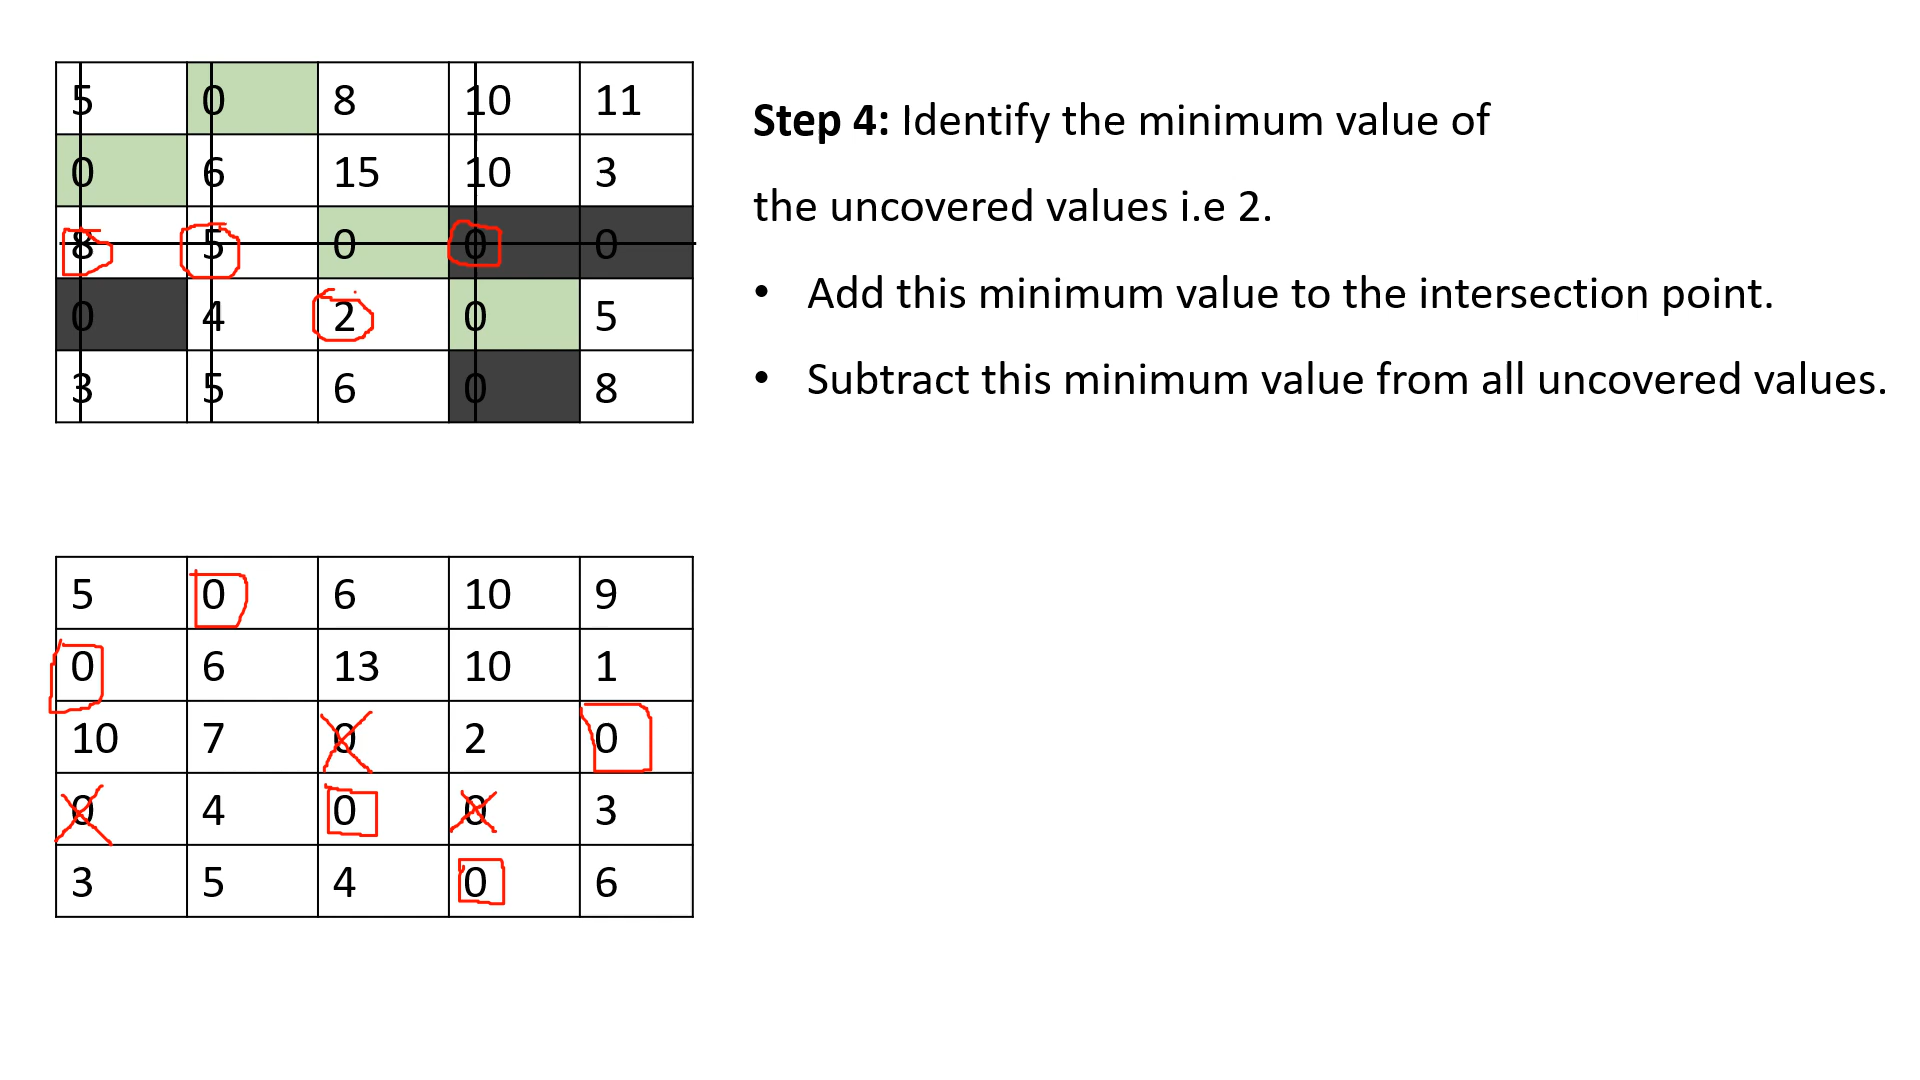 5 0 8 10 11
0 6 15 10 3
8 5 0 0 0
0 4 2 0 5
3 5 6 0 8
Step 4: Identify the minimum value of
the uncovered values i.e 2.
• Add this minimum value to the intersection point.
• Subtract this minimum value from all uncovered values.
5 0 6 10 9
0 6 13 10 1
10 7 0 2 0
0 4 0 0 3
3 5 4 0 6